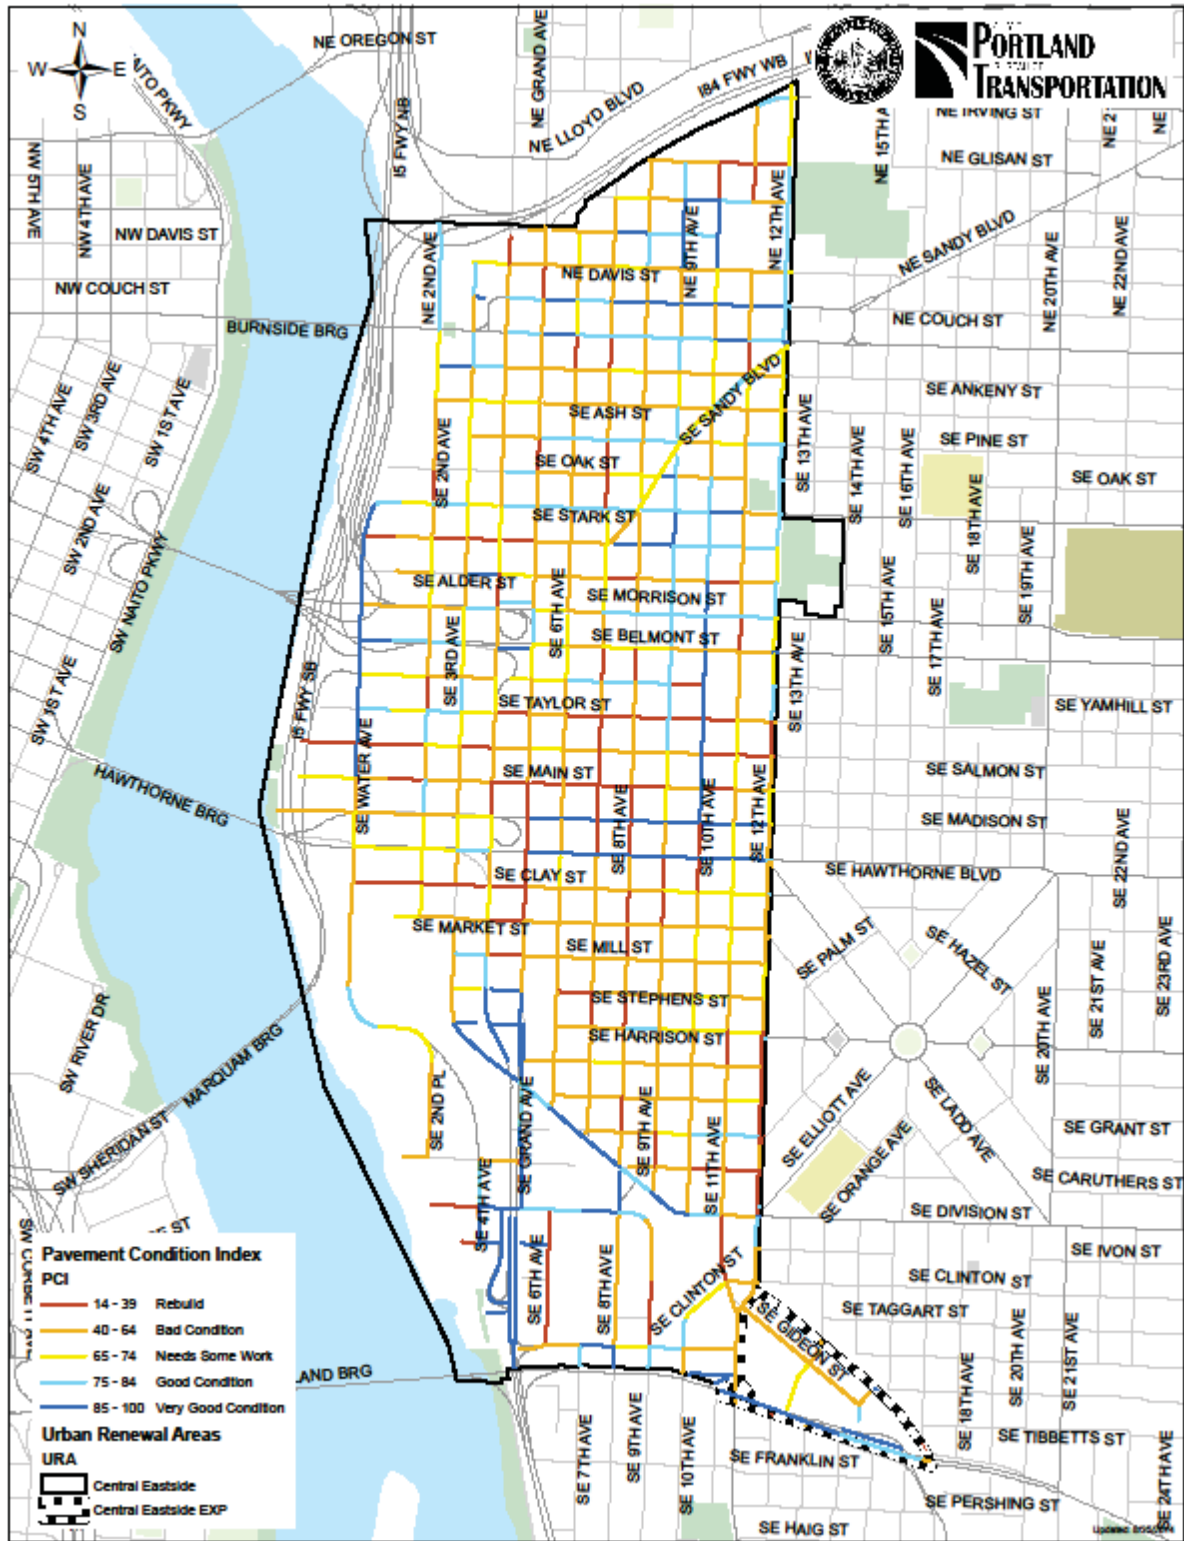 N
W E
S
NE OREGON ST
NE GRAND AVE
NE LLOYD BLVD
I84 FWY WB
PORTLAND
TRANSPORTATION
NAITO PKWY
I5 FWY NB
NE 15TH A
NE IRVING ST
NE GLISAN ST
NW 5TH AVE
NW 4TH AVE
NW DAVIS ST
NW COUCH ST
NE 2ND AVE
NE DAVIS ST
NE 9TH AVE
NE 12TH AVE
NE SANDY BLVD
NE 20TH AVE
NE 22ND AVE
NE COUCH ST
BURNSIDE BRG
SW 4TH AVE
SW 3RD AVE
SW 1ST AVE
SE ANKENY ST
SE ASH ST
SE SANDY BLVD
SE 2ND AVE
SE OAK ST
SE 13TH AVE
SE 14TH AVE
SE 16TH AVE
SE PINE ST
SE 18TH AVE
SE OAK ST
SW 2ND AVE
SE STARK ST
SW NAITO PKWY
SE ALDER ST
SE 6TH AVE
SE MORRISON ST
SE BELMONT ST
SE 15TH AVE
SE 17TH AVE
SE 19TH AVE
SW 1ST AVE
I5 FWY SB
SE 3RD AVE
SE TAYLOR ST
SE 13TH AVE
SE YAMHILL ST
HAWTHORNE BRG
SE WATER AVE
SE MAIN ST
SE 8TH AVE
SE 10TH AVE
SE 12TH AVE
SE SALMON ST
SE MADISON ST
SE HAWTHORNE BLVD
SE 22ND AVE
SE CLAY ST
SE MARKET ST
SE MILL ST
SE PALM ST
SE HAZEL ST
SE 21ST AVE
SE 23RD AVE
SE STEPHENS ST
SE HARRISON ST
SW RIVER DR
MARQUAM BRG
SE 20TH AVE
SE 2ND PL
SE GRAND AVE
SE 9TH AVE
SE 11TH AVE
SE ELLIOTT AVE
SE LADD AVE
SE ORANGE AVE
SE GRANT ST
SW SHERIDAN ST
SE CARUTHERS ST
SE 4TH AVE
SE DIVISION ST
SE 6TH AVE
SE 8TH AVE
SE CLINTON ST
SE IVON ST
SE CLINTON ST
SE TAGGART ST
SE GIDEON ST
SE 18TH AVE
SE 20TH AVE
SE 21ST AVE
Pavement Condition Index
PCI
14 - 39 Rebuild
40 - 64 Bad Condition
65 - 74 Needs Some Work
75 - 84 Good Condition
85 - 100 Very Good Condition
Urban Renewal Areas
URA
Central Eastside
Central Eastside EXP
LAND BRG
SE 7TH AVE
SE 9TH AVE
SE 10TH AVE
SE FRANKLIN ST
SE TIBBETTS ST
SE PERSHING ST
SE 24TH AVE
SE HAIG ST